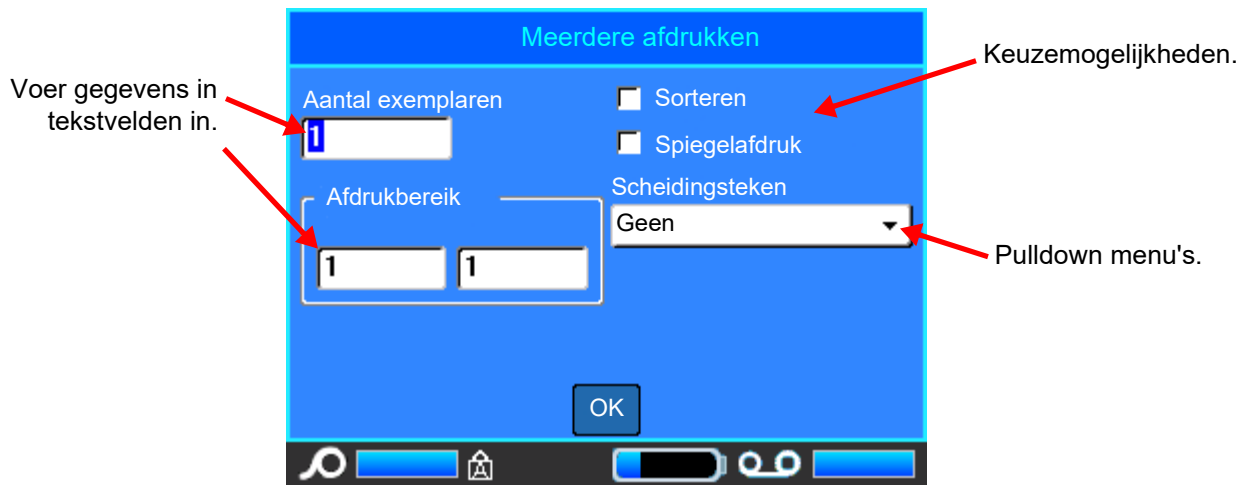 Meerdere afdrukken
Keuzemogelijkheden.
Voer gegevens in
tekstvelden in.
Aantal exemplaren
1
Sorteren
Spiegelafdruk
Scheidingsteken
Geen
Afdrukbereik
1 1
Pulldown menu's.
OK
A